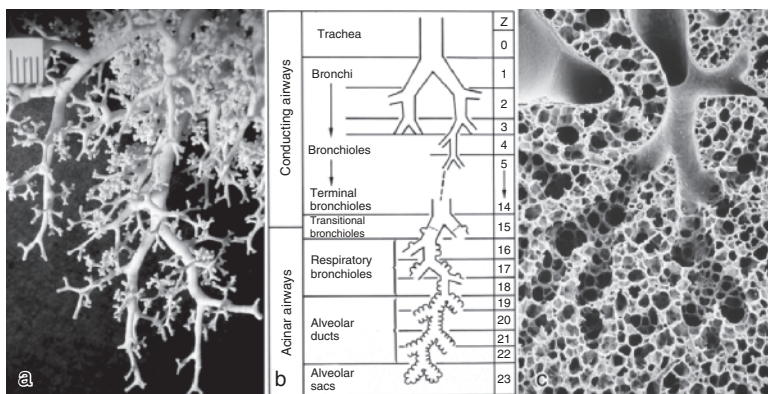 a
Conducting airways
Acinar airways
b
Trachea
Bronchi
Bronchioles
Terminal
bronchioles
Transitional
bronchioles
Respiratory
bronchioles
Alveolar
ducts
Alveolar
sacs
Z
0
1
2
3
4
5
14
15
16
17
18
19
20
21
22
23
c